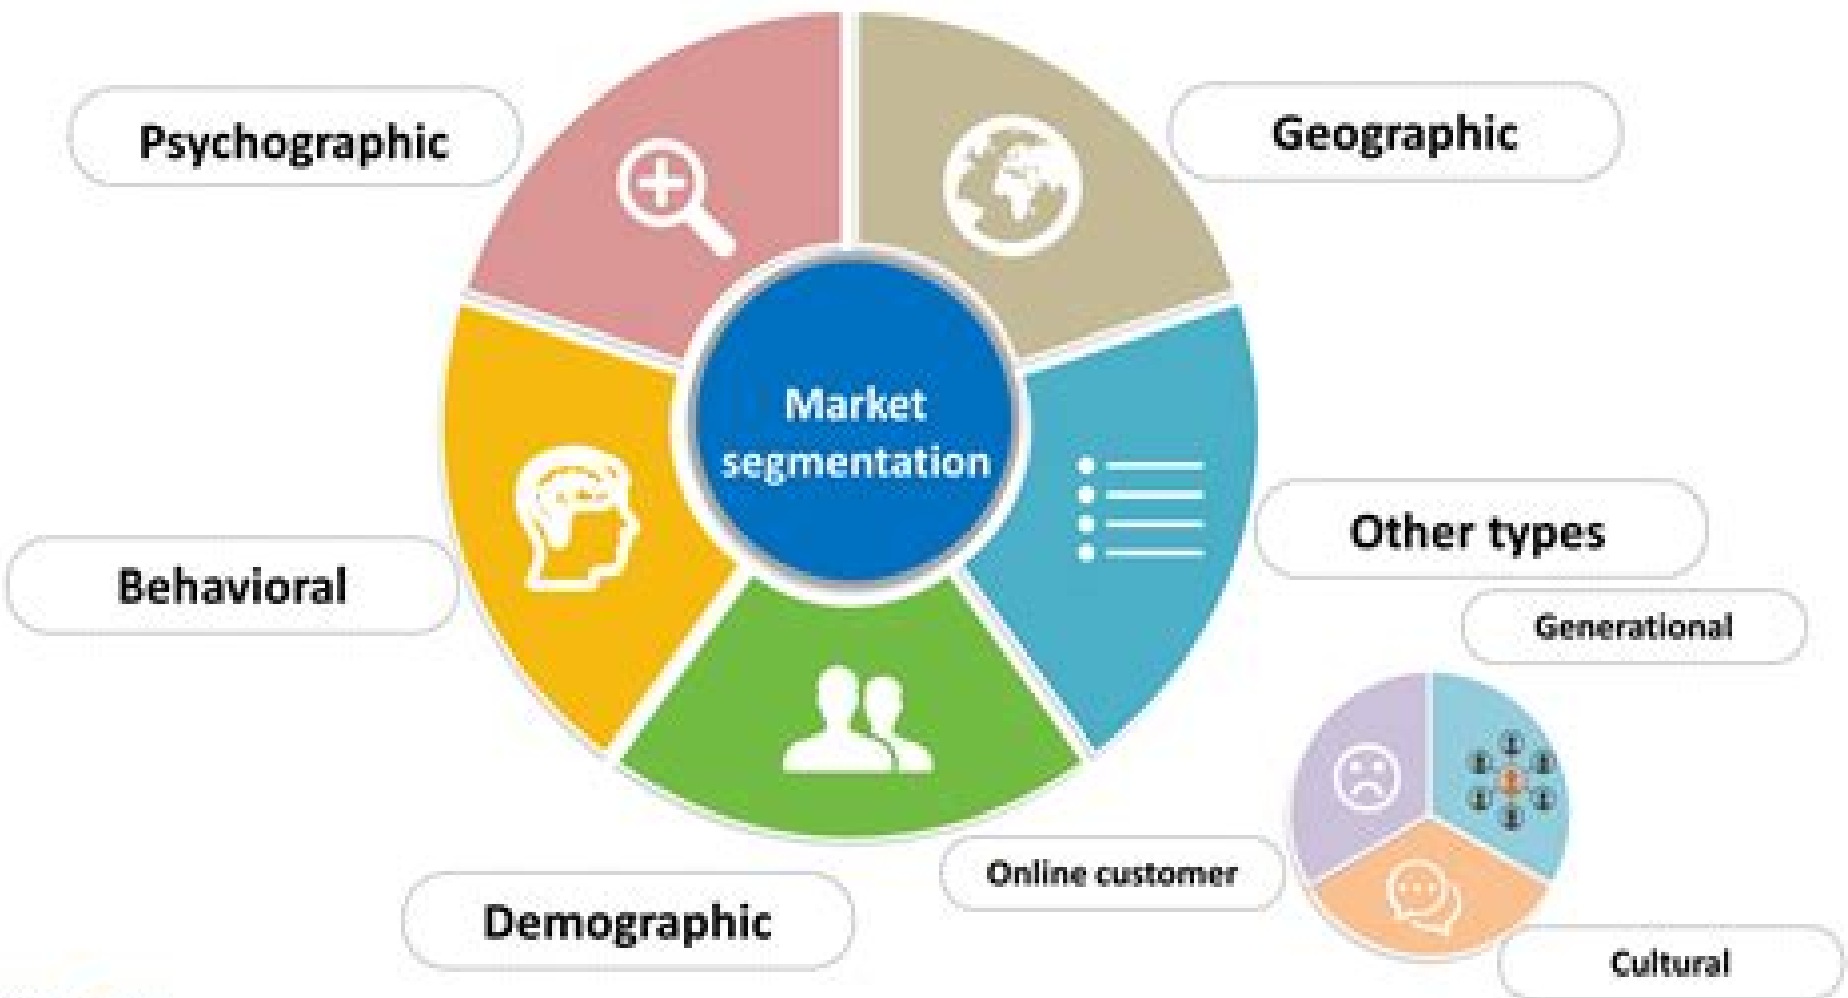 Psychographic
Geographic
Market
segmentation
Other types
Behavioral
Generational
Online customer
Demographic
Cultural